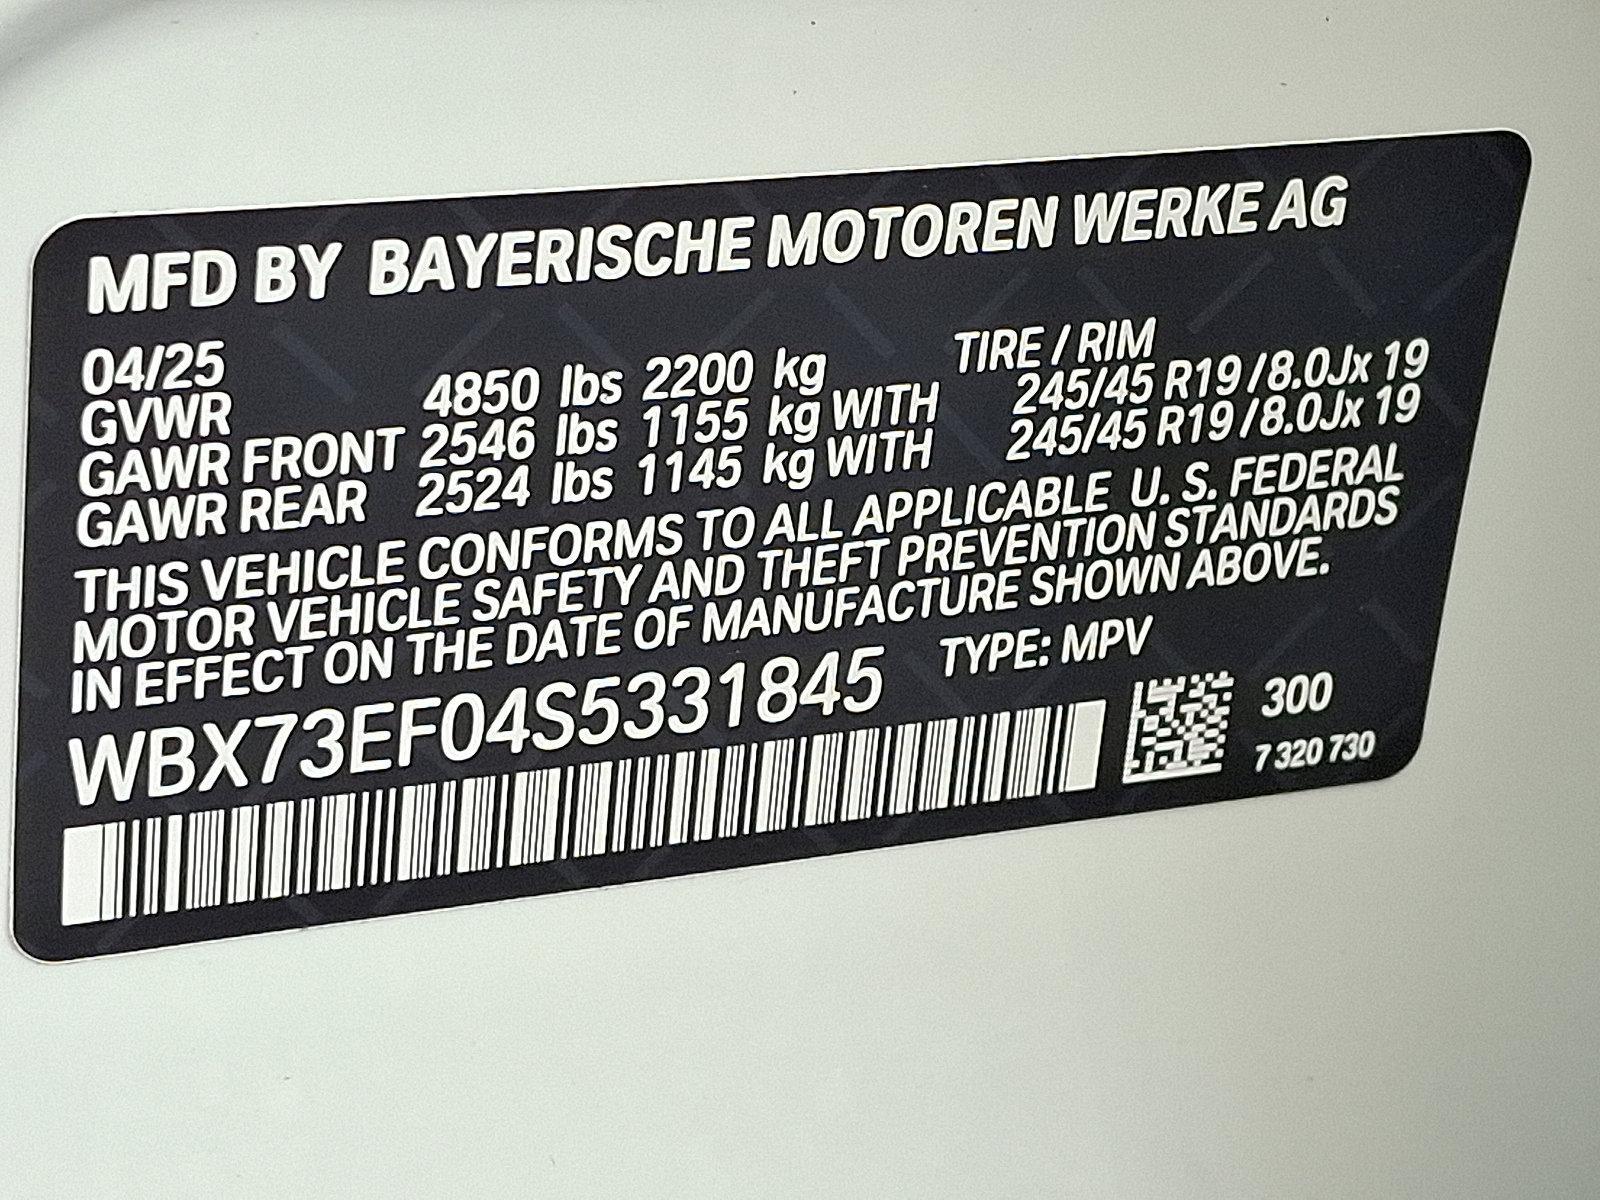 MFD BY BAYERISCHE MOTOREN WERKE AG
04/25 TIRE / RIM
GVWR 4850 lbs 2200 kg
GAWR FRONT 2546 lbs 1155 kg WITH 245/45 R19 / 8.0Jx 19
GAWR REAR 2524 lbs 1145 kg WITH 245/45 R19 / 8.0Jx 19
THIS VEHICLE CONFORMS TO ALL APPLICABLE U. S. FEDERAL
MOTOR VEHICLE SAFETY AND THEFT PREVENTION STANDARDS
IN EFFECT ON THE DATE OF MANUFACTURE SHOWN ABOVE.
WBX73EF04S5331845 TYPE: MPV
300
7 320 730